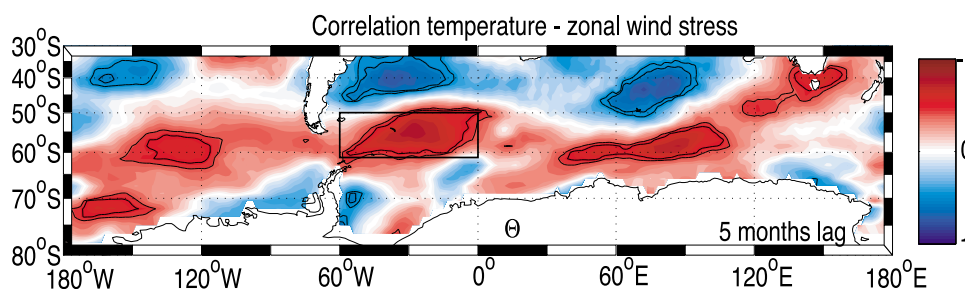 Correlation temperature - zonal wind stress
30°S
40°S
50°S
60°S
70°S
80°S
Θ
5 months lag
180°W 120°W 60°W 0° 60°E 120°E 180°E